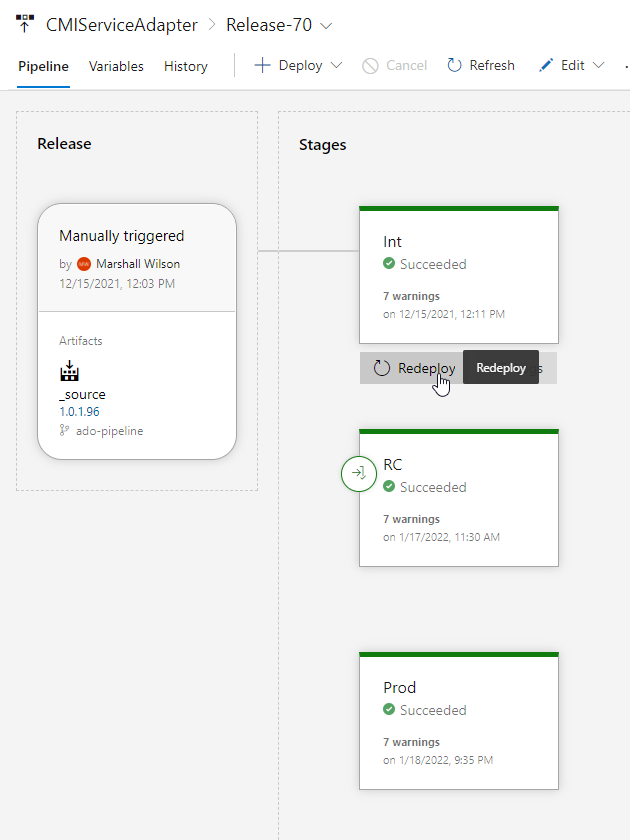 CMIServiceAdapter > Release-70
Pipeline Variables History Deploy Cancel Refresh Edit
Release
Stages
Manually triggered
by MW Marshall Wilson
12/15/2021, 12:03 PM
Artifacts
_source
1.0.1.96
ado-pipeline
Int
Succeeded
7 warnings
on 12/15/2021, 12:11 PM
Redeploy Redeploy
RC
Succeeded
7 warnings
on 1/17/2022, 11:30 AM
Prod
Succeeded
7 warnings
on 1/18/2022, 9:35 PM